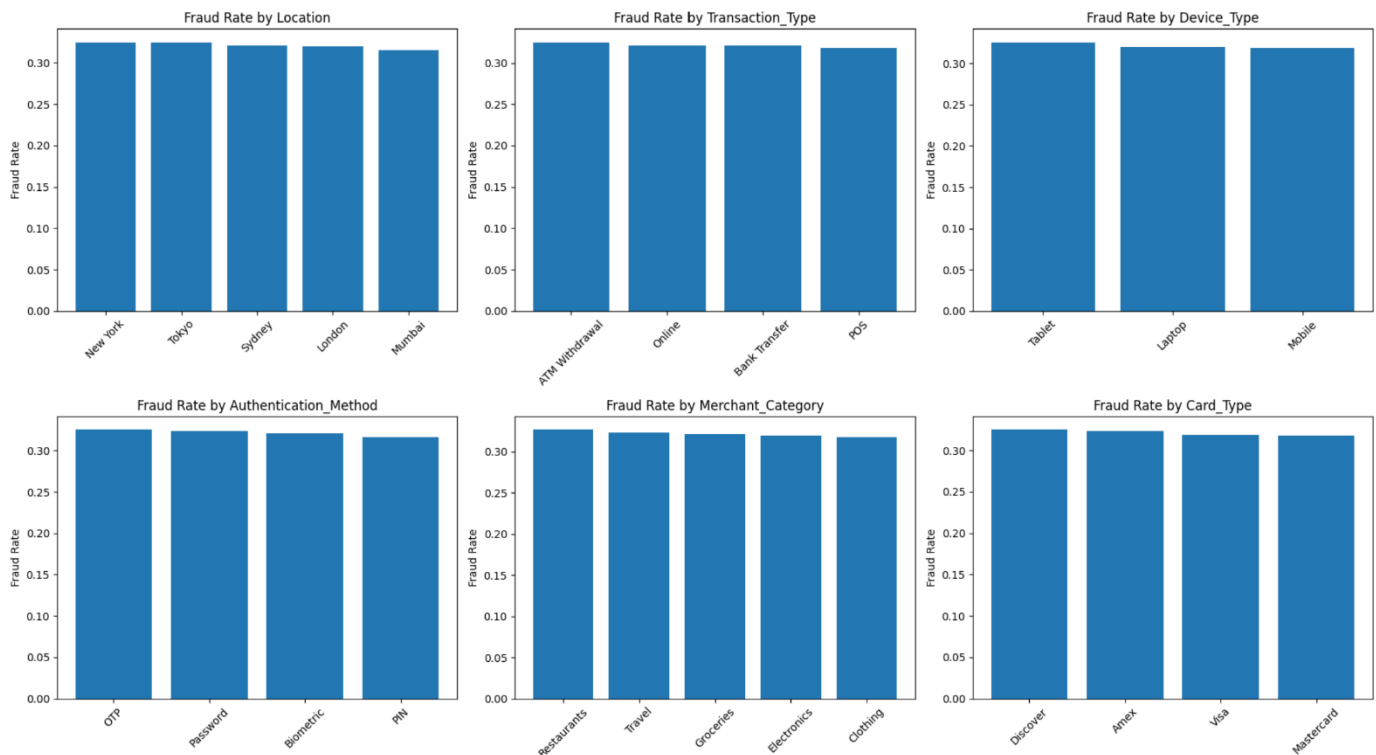 Fraud Rate by Location
Fraud Rate
0.30
0.25
0.20
0.15
0.10
0.05
0.00
New York
Tokyo
Sydney
London
Mumbai
Fraud Rate by Transaction_Type
Fraud Rate
0.30
0.25
0.20
0.15
0.10
0.05
0.00
ATM Withdrawal
Online
Bank Transfer
POS
Fraud Rate by Device_Type
Fraud Rate
0.30
0.25
0.20
0.15
0.10
0.05
0.00
Tablet
Laptop
Mobile
Fraud Rate by Authentication_Method
Fraud Rate
0.30
0.25
0.20
0.15
0.10
0.05
0.00
OTP
Password
Biometric
PIN
Fraud Rate by Merchant_Category
Fraud Rate
0.30
0.25
0.20
0.15
0.10
0.05
0.00
Restaurants
Travel
Groceries
Electronics
Clothing
Fraud Rate by Card_Type
Fraud Rate
0.30
0.25
0.20
0.15
0.10
0.05
0.00
Discover
Amex
Visa
Mastercard